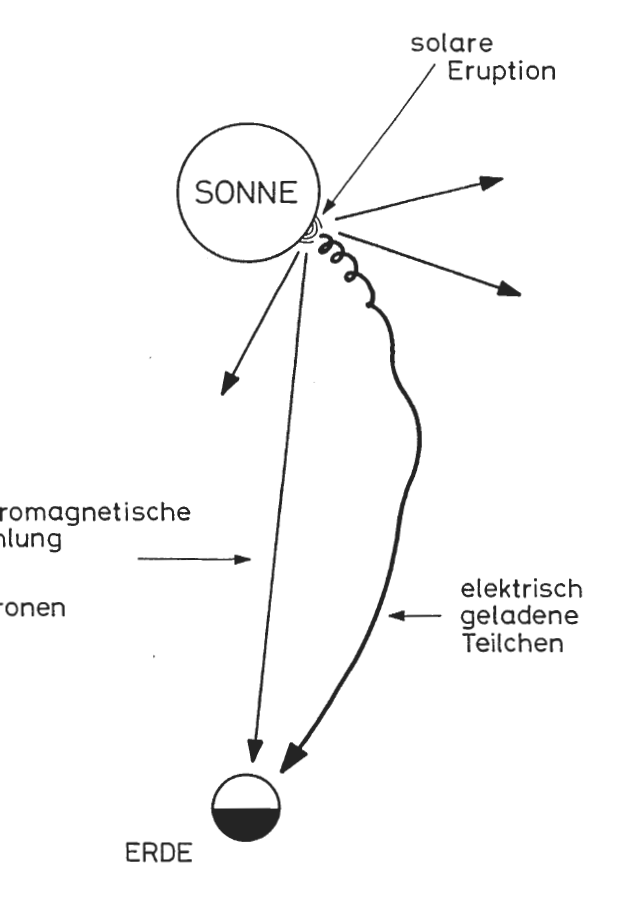 solare
Eruption
SONNE
romagnetische
hlung
ronen
elektrisch
geladene
Teilchen
ERDE